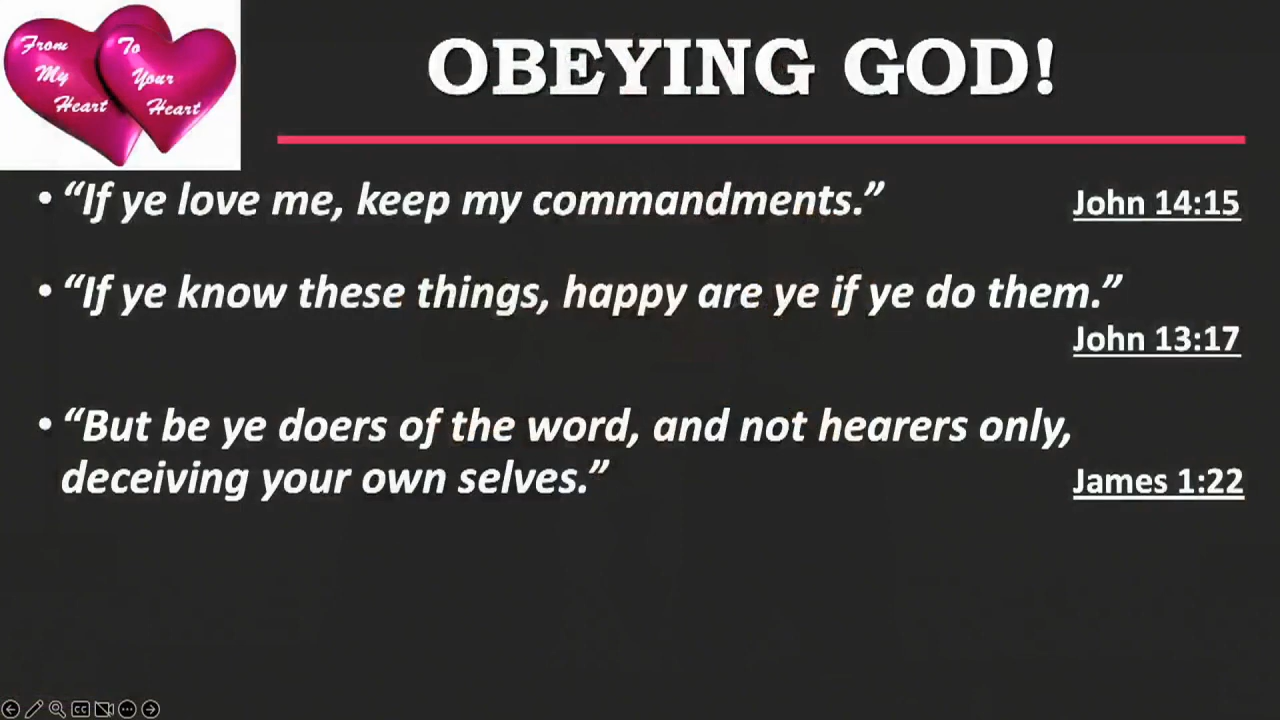 From
My
Heart
To
Your
Heart
OBEYING GOD!
• “If ye love me, keep my commandments.” John 14:15
• “If ye know these things, happy are ye if ye do them.”
John 13:17
• “But be ye doers of the word, and not hearers only,
deceiving your own selves.” James 1:22
CC